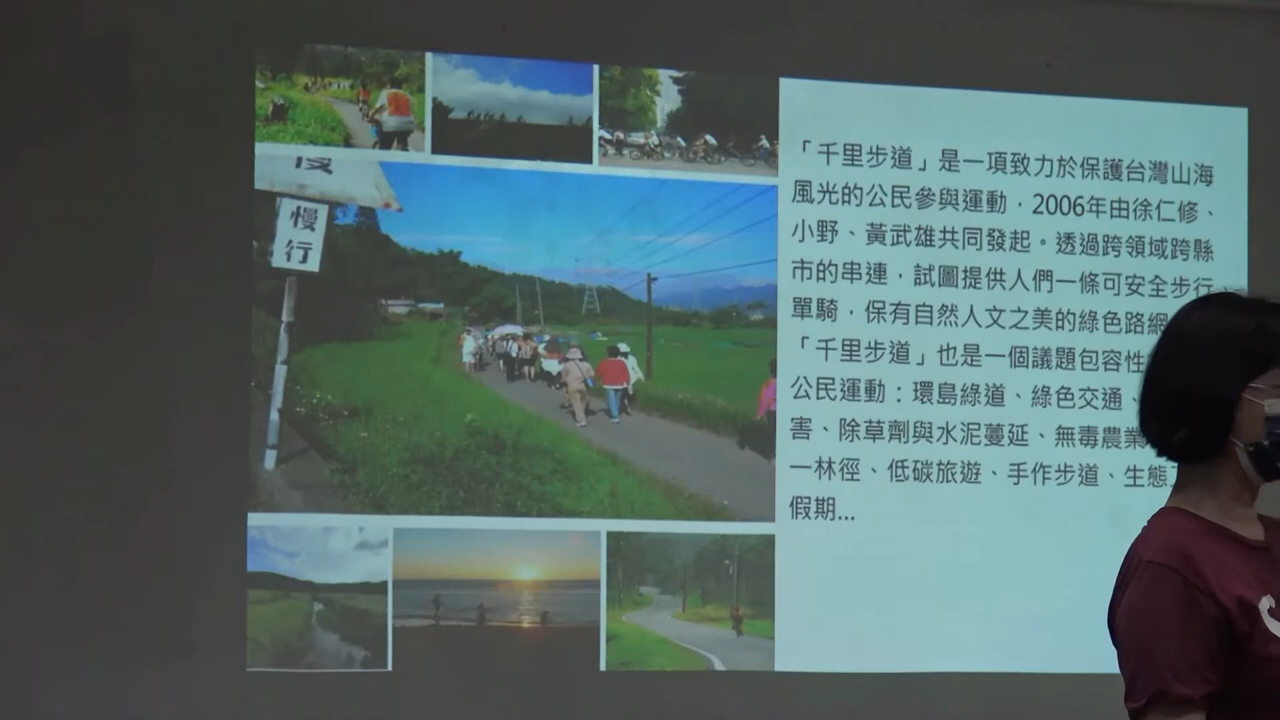 慢行
「千里步道」是一項致力於保護台灣山海
風光的公民參與運動，2006年由徐仁修、
小野、黃武雄共同發起。透過跨領域跨縣
市的串連，試圖提供人們一條可安全步行、
單騎，保有自然人文之美的綠色路網
「千里步道」也是一個議題包容性
公民運動：環島綠道、綠色交通、
害、除草劑與水泥蔓延、無毒農業
一林徑、低碳旅遊、手作步道、生態
假期...